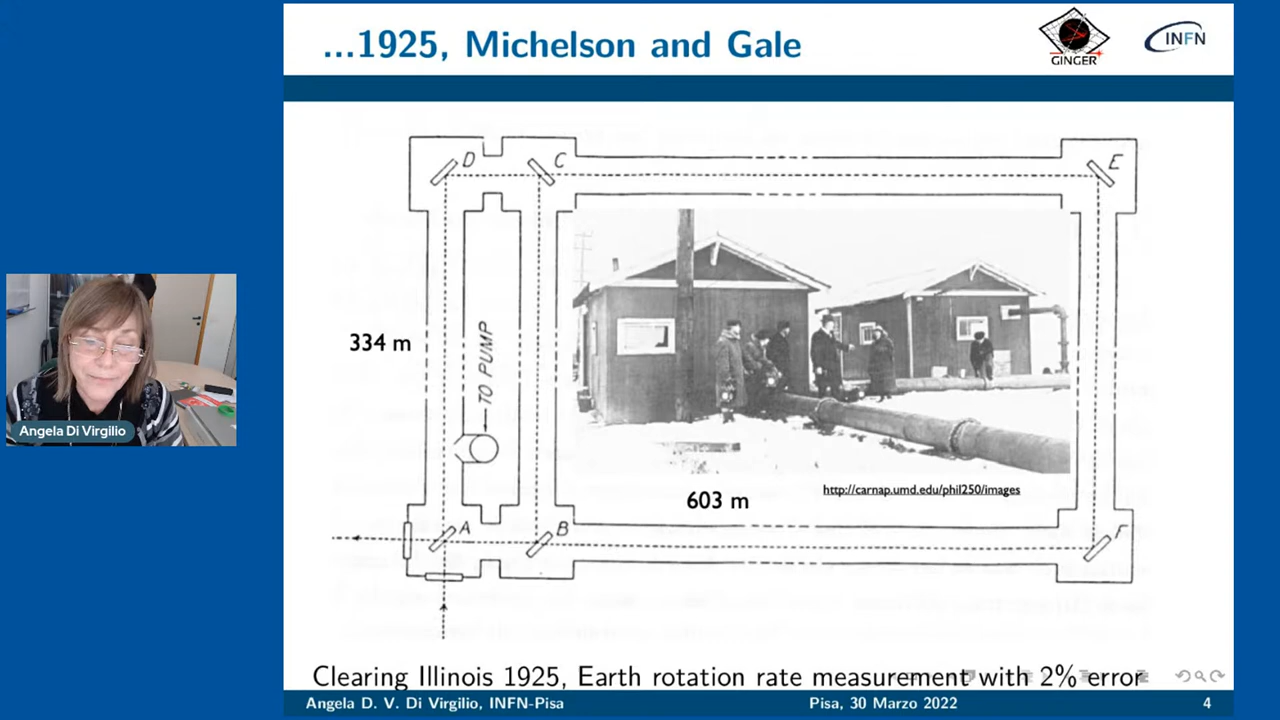 ...1925, Michelson and Gale
GINGER
INFN
D
C
E
334 m
TO PUMP
Angela Di Virgilio
http://carnap.umd.edu/phil250/images
603 m
A
B
F
Clearing Illinois 1925, Earth rotation rate measurement with 2% error
Angela D. V. Di Virgilio, INFN-Pisa
Pisa, 30 Marzo 2022
4